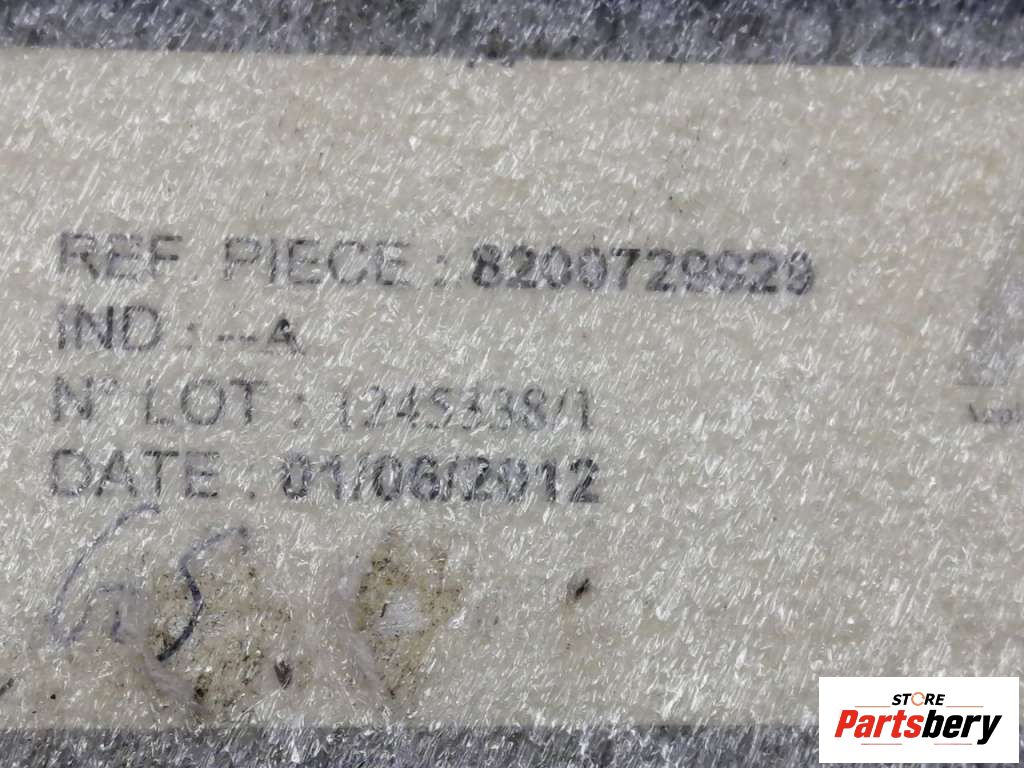 REF. PIECE : 8200729929
IND : --A
N° LOT : 1245338/1
DATE : 01/06/2012
STORE
Partsbery